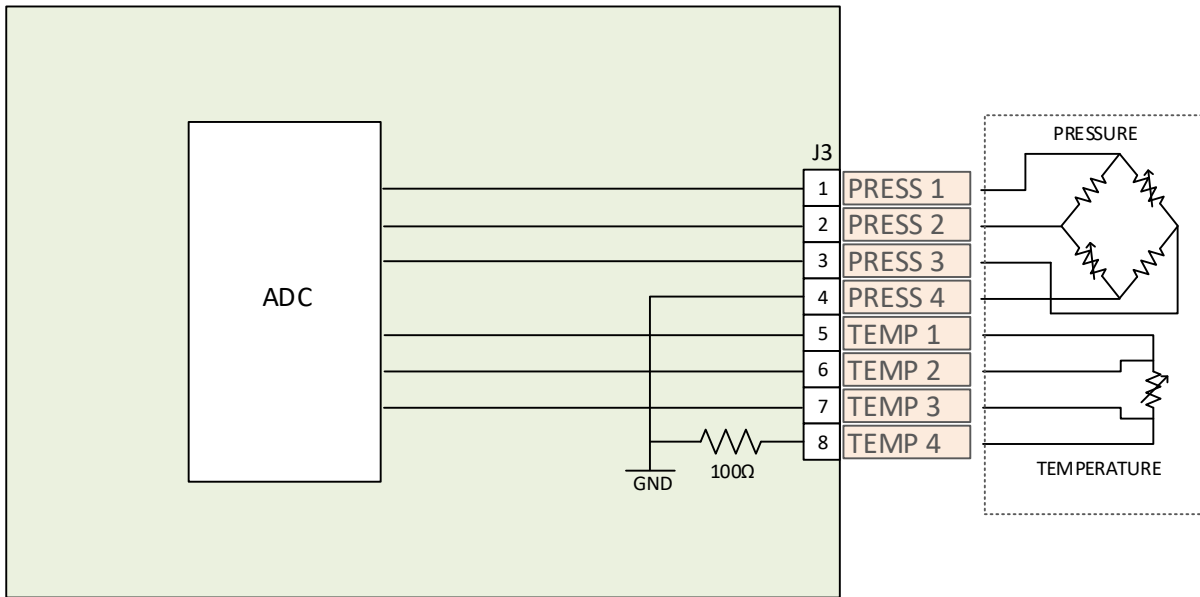 PRESSURE
J3
1 PRESS 1
2 PRESS 2
3 PRESS 3
ADC
4 PRESS 4
5 TEMP 1
6 TEMP 2
7 TEMP 3
8 TEMP 4
100Ω
GND
TEMPERATURE